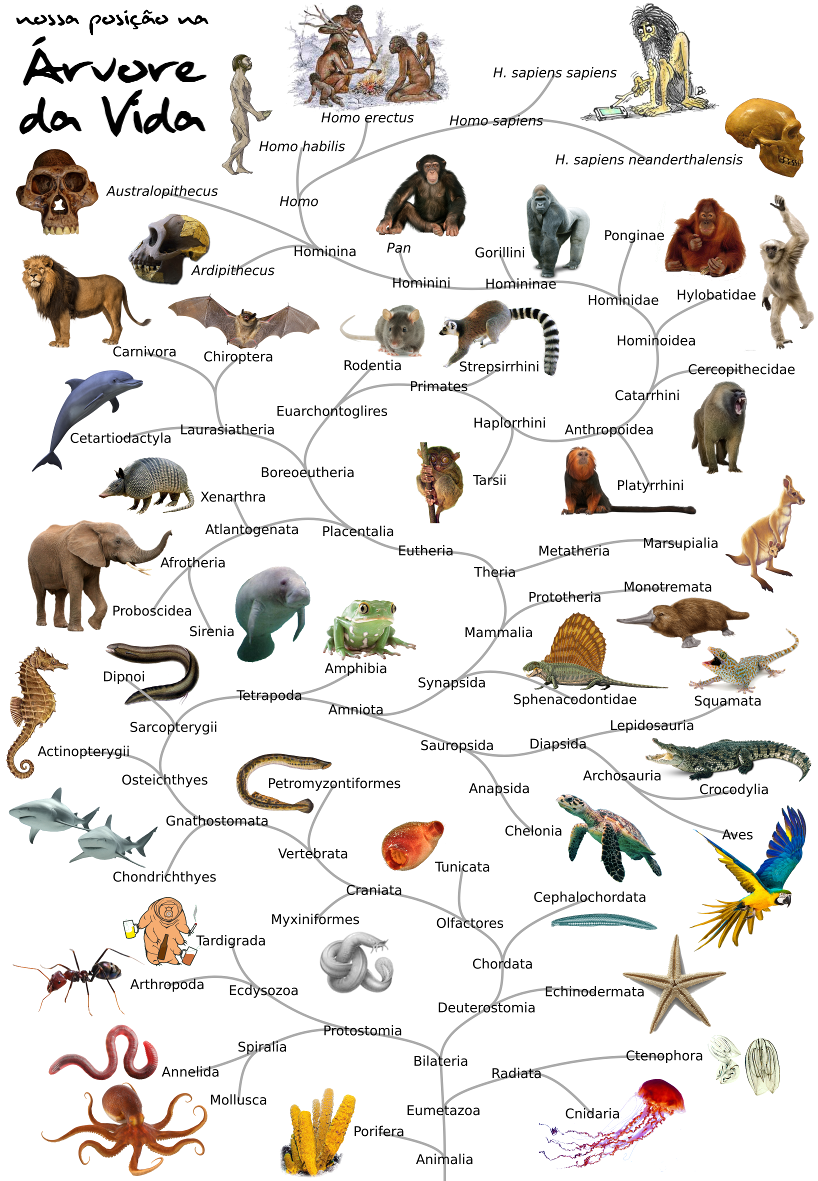 nossa posição na
Árvore
da Vida
H. sapiens sapiens
Homo erectus
Homo sapiens
Homo habilis
H. sapiens neanderthalensis
Australopithecus
Homo
Pan
Gorillini
Ponginae
Hominina
Ardipithecus
Hominini
Homininae
Hominidae
Hylobatidae
Hominoidea
Carnivora
Chiroptera
Rodentia
Strepsirrhini
Cercopithecidae
Primates
Catarrhini
Euarchontoglires
Haplorrhini
Anthropoidea
Laurasiatheria
Cetartiodactyla
Boreoeutheria
Tarsii
Platyrrhini
Xenarthra
Atlantogenata
Placentalia
Eutheria
Metatheria
Marsupialia
Afrotheria
Theria
Prototheria
Monotremata
Proboscidea
Sirenia
Mammalia
Amphibia
Dipnoi
Synapsida
Tetrapoda
Sphenacodontidae
Squamata
Amniota
Sarcopterygii
Lepidosauria
Actinopterygii
Sauropsida
Diapsida
Osteichthyes
Petromyzontiformes
Archosauria
Anapsida
Crocodylia
Gnathostomata
Chelonia
Aves
Vertebrata
Tunicata
Chondrichthyes
Craniata
Cephalochordata
Myxiniformes
Olfactores
Tardigrada
Chordata
Arthropoda
Ecdysozoa
Echinodermata
Deuterostomia
Protostomia
Spiralia
Bilateria
Ctenophora
Annelida
Radiata
Mollusca
Eumetazoa
Cnidaria
Porifera
Animalia